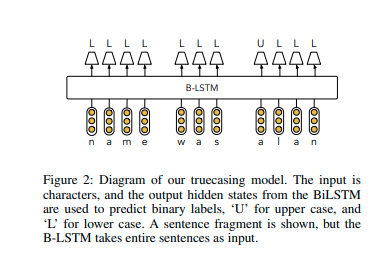 L L L L L L L U L L L
B-LSTM
n a m e w a s a l a n
Figure 2: Diagram of our truecasing model. The input is
characters, and the output hidden states from the BiLSTM
are used to predict binary labels, ‘U’ for upper case, and
‘L’ for lower case. A sentence fragment is shown, but the
B-LSTM takes entire sentences as input.